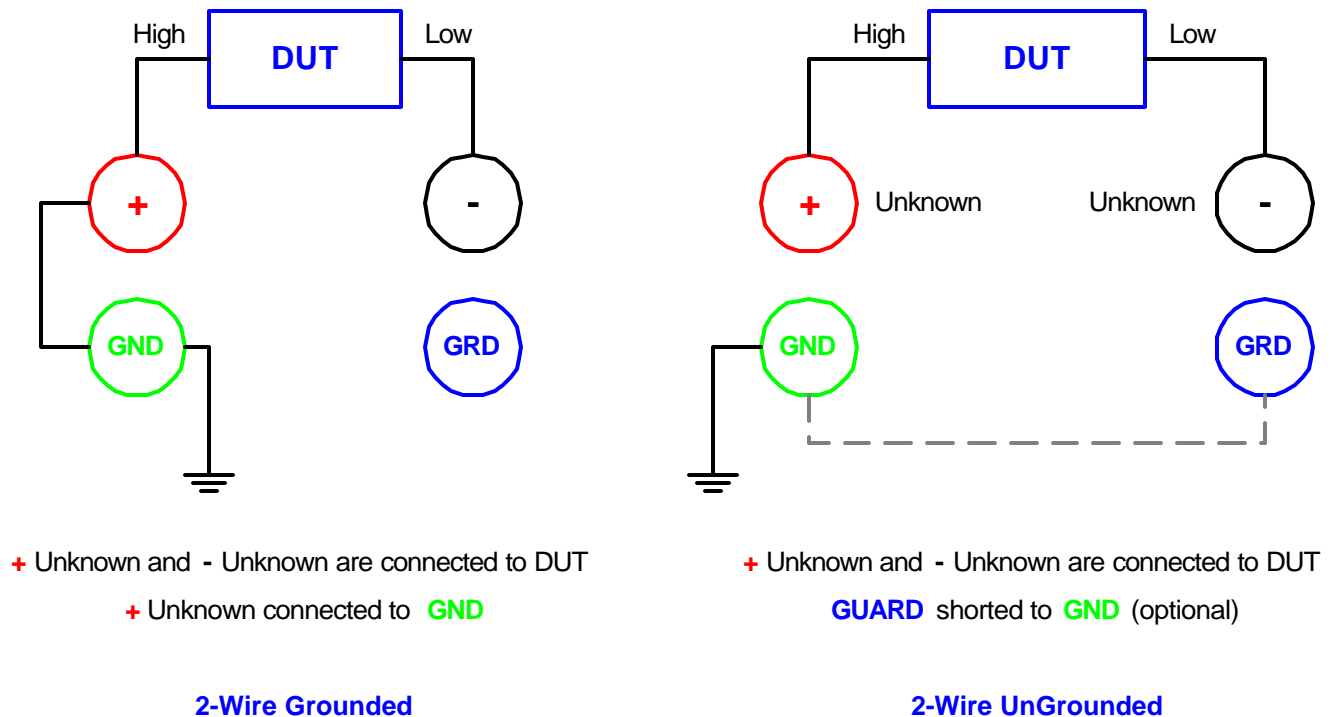 High
DUT
Low
+
-
GND
GRD
+ Unknown and - Unknown are connected to DUT
+ Unknown connected to GND
2-Wire Grounded
High
DUT
Low
+
Unknown
Unknown
-
GND
GRD
+ Unknown and - Unknown are connected to DUT
GUARD shorted to GND (optional)
2-Wire UnGrounded